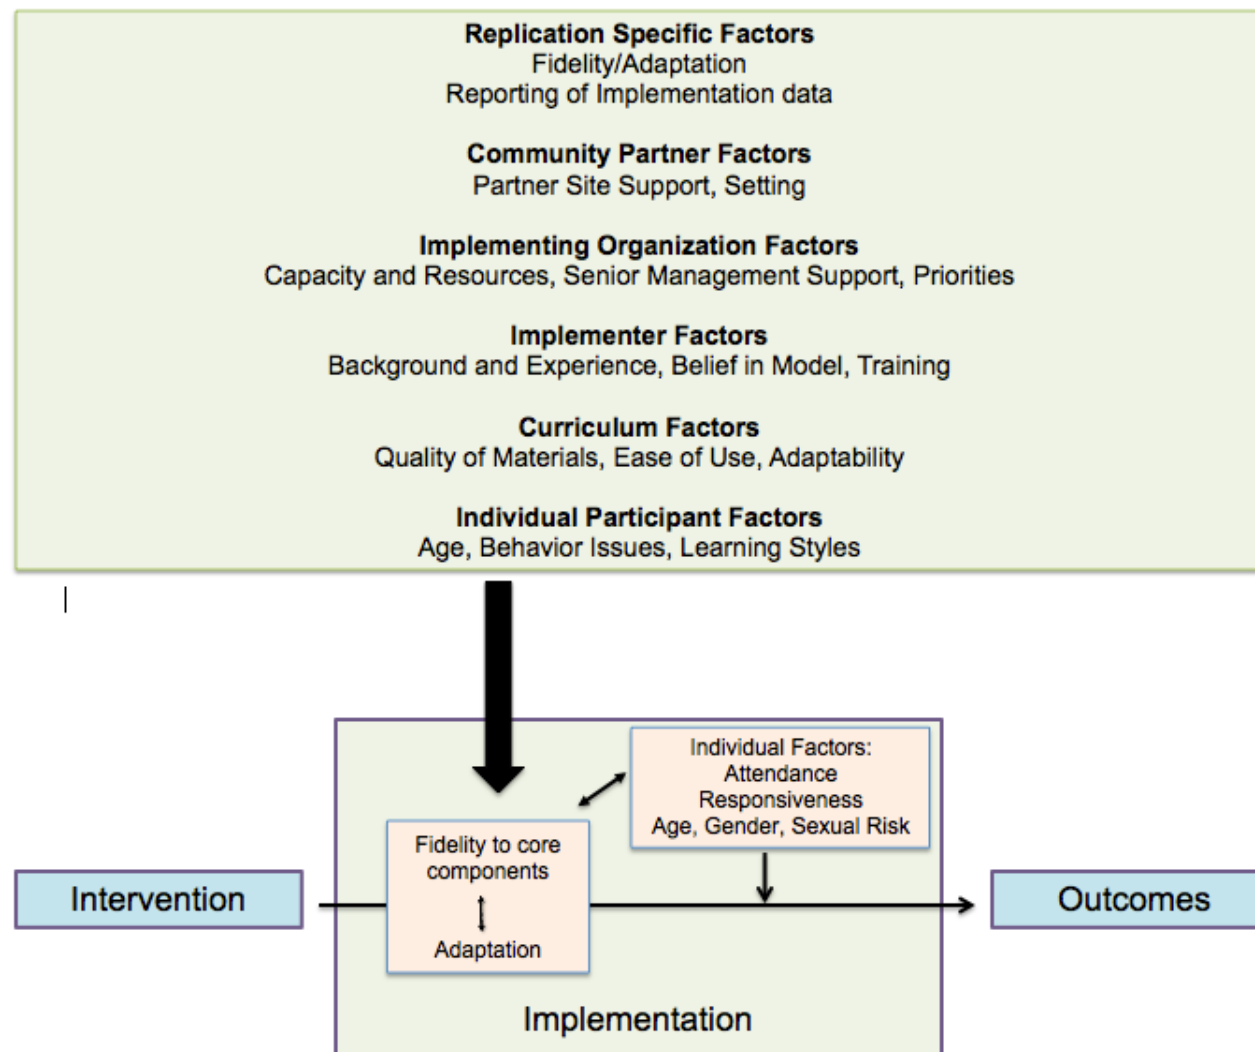 Replication Specific Factors
Fidelity/Adaptation
Reporting of Implementation data
Community Partner Factors
Partner Site Support, Setting
Implementing Organization Factors
Capacity and Resources, Senior Management Support, Priorities
Implementer Factors
Background and Experience, Belief in Model, Training
Curriculum Factors
Quality of Materials, Ease of Use, Adaptability
Individual Participant Factors
Age, Behavior Issues, Learning Styles
Individual Factors:
Attendance
Responsiveness
Age, Gender, Sexual Risk
Fidelity to core
components
Adaptation
Intervention
Outcomes
Implementation